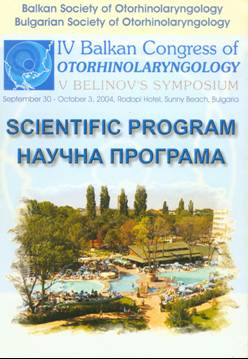 Balkan Society of Otorhinolaryngology
Bulgarian Society of Otorhinolaryngology
IV Balkan Congress of
OTORHINOLARYNGOLOGY
V BELINOV'S SYMPOSIUM
September 30 - October 3, 2004, Rodopi Hotel, Sunny Beach, Bulgaria
SCIENTIFIC PROGRAM
НАУЧНА ПРОГРАМА